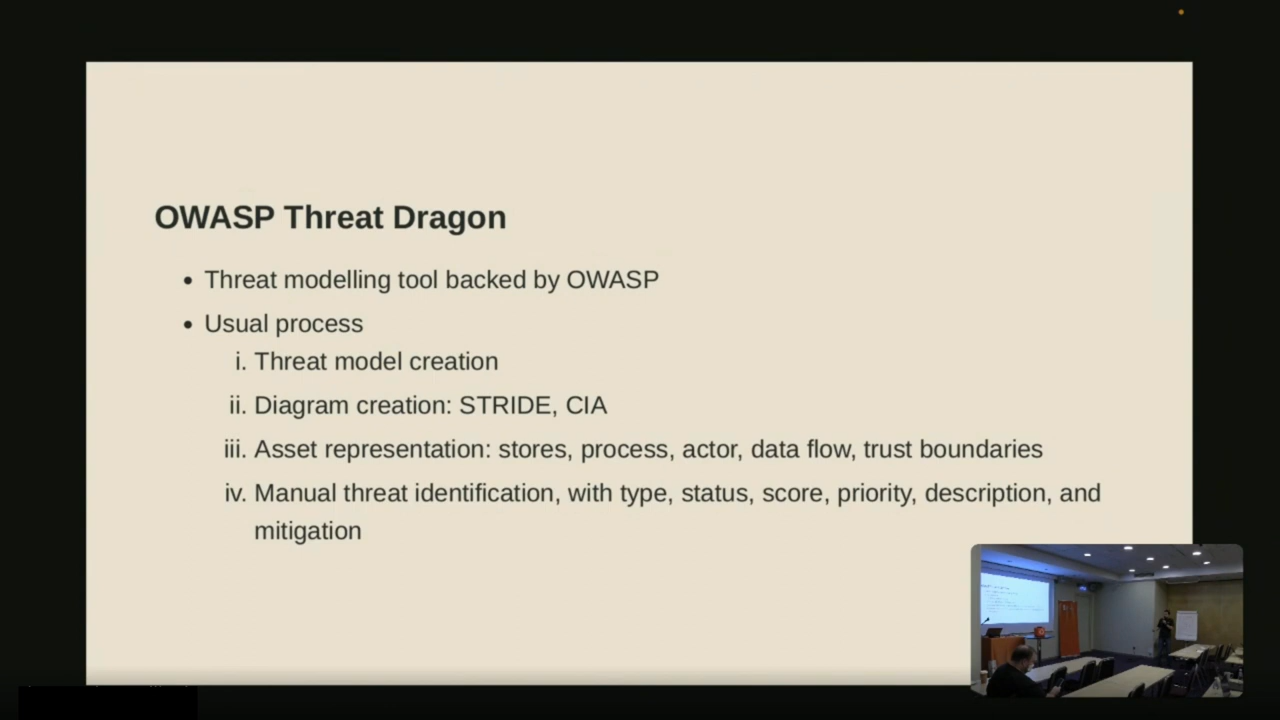 OWASP Threat Dragon
• Threat modelling tool backed by OWASP
• Usual process
i. Threat model creation
ii. Diagram creation: STRIDE, CIA
iii. Asset representation: stores, process, actor, data flow, trust boundaries
iv. Manual threat identification, with type, status, score, priority, description, and
mitigation